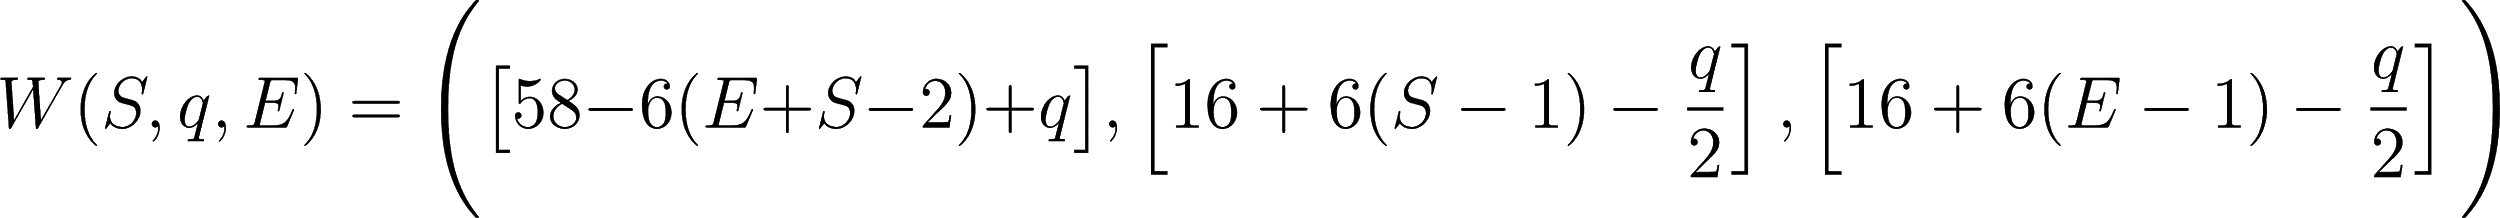 W(S, q, E) = ([58−6(E+S−2)+q], [16 + 6(S − 1) − q/2], [16 + 6(E − 1) − q/2])